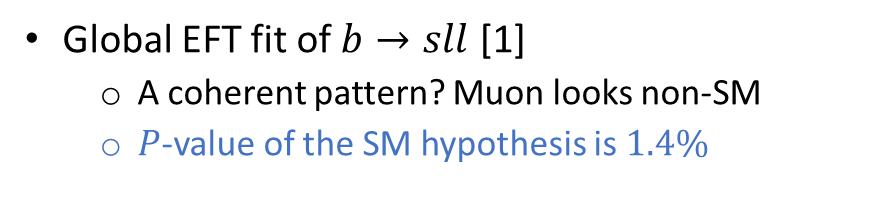 • Global EFT fit of b → sll [1]
o A coherent pattern? Muon looks non-SM
o P-value of the SM hypothesis is 1.4%